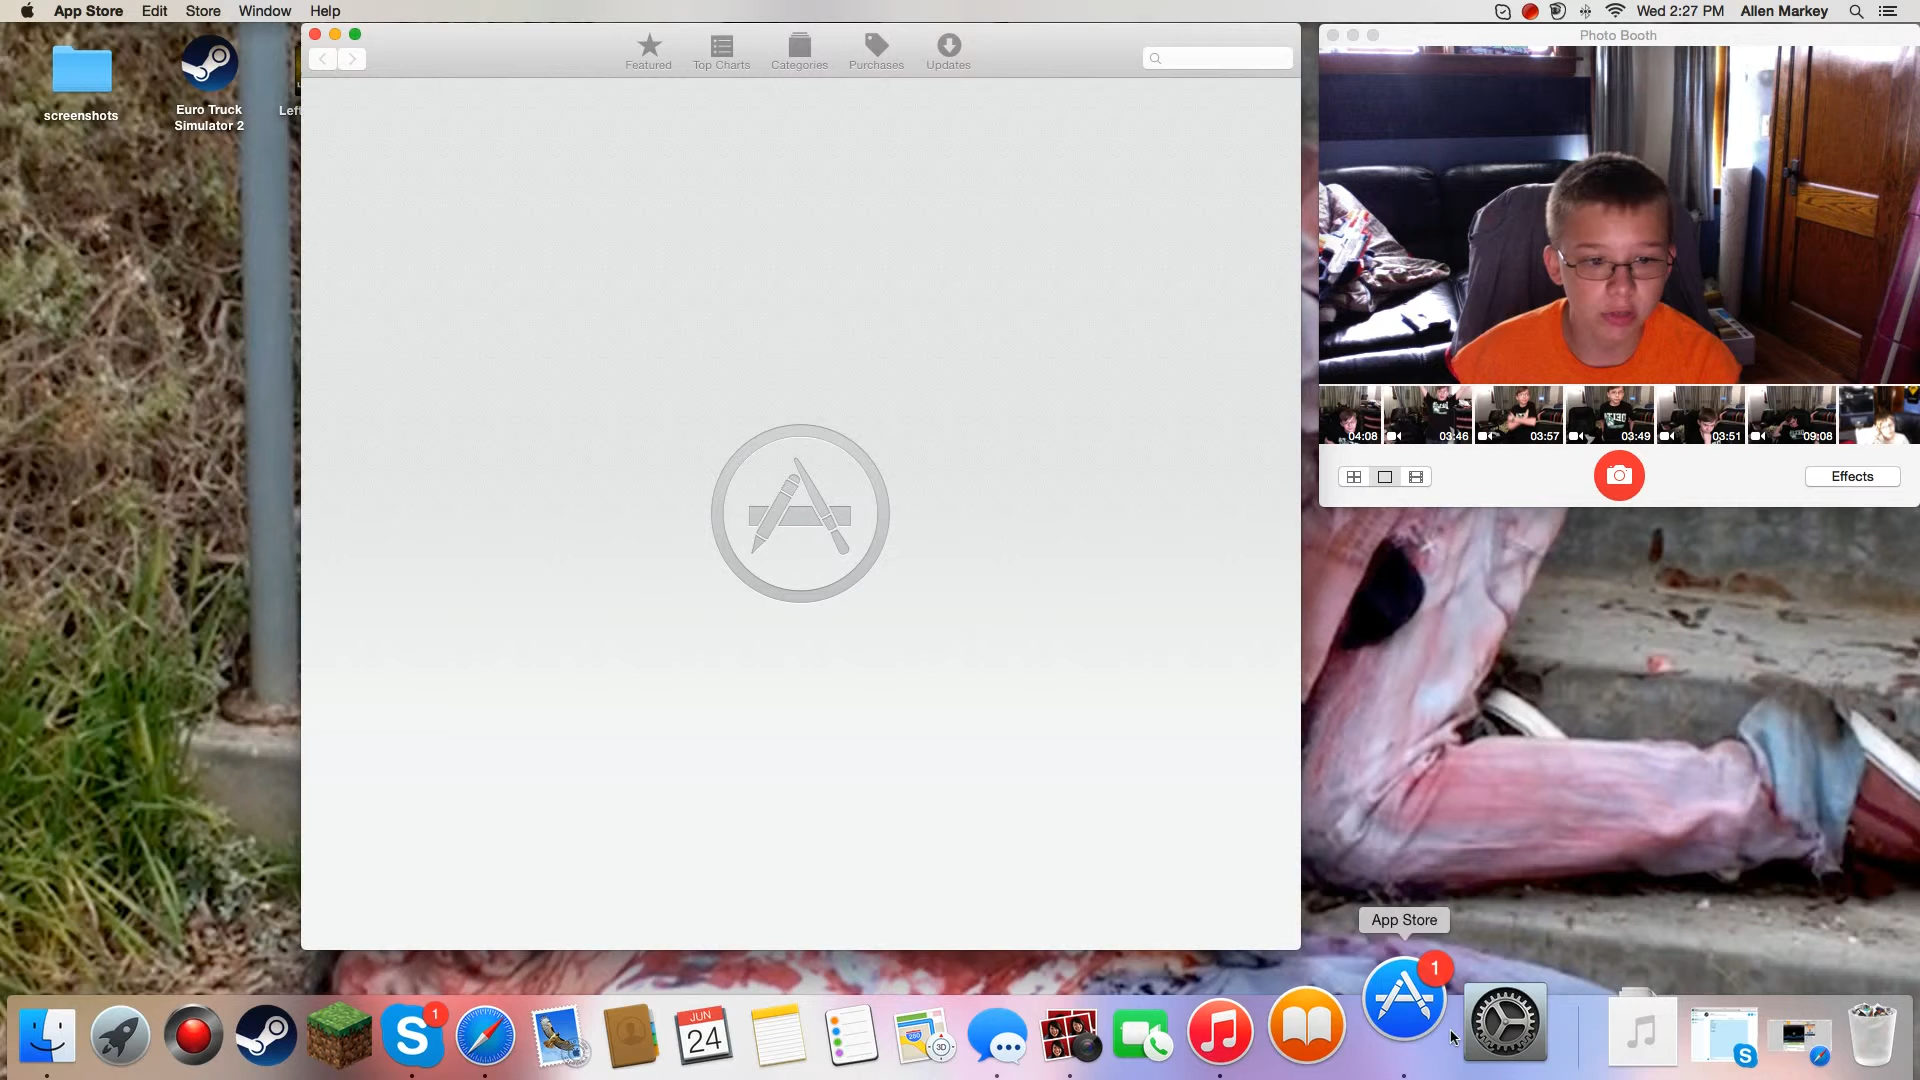 App Store Edit Store Window Help
Wed 2:27 PM Allen Markey
Photo Booth
Featured Top Charts Categories Purchases Updates
screenshots
Euro Truck
Simulator 2
Left
04:08 03:46 03:57 03:49 03:51 09:08
Effects
App Store
1
1
JUN
24
3D